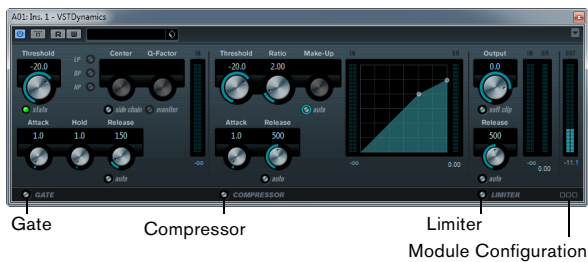 A01: Ins. 1 - VSTDynamics
R W
Threshold Center Q-Factor IN Threshold Ratio Make-Up IN GR Output IN GR OUT
LP
BP
HP
-20.0 -20.0 2.00 0.0
state side chain monitor auto soft clip
Attack Hold Release Attack Release Release
1.0 1.0 150 1.0 500 500
-∞ -∞ 0.00 -∞ 0.00 -11.1
auto auto auto
GATE COMPRESSOR LIMITER
Gate Compressor Limiter
Module Configuration